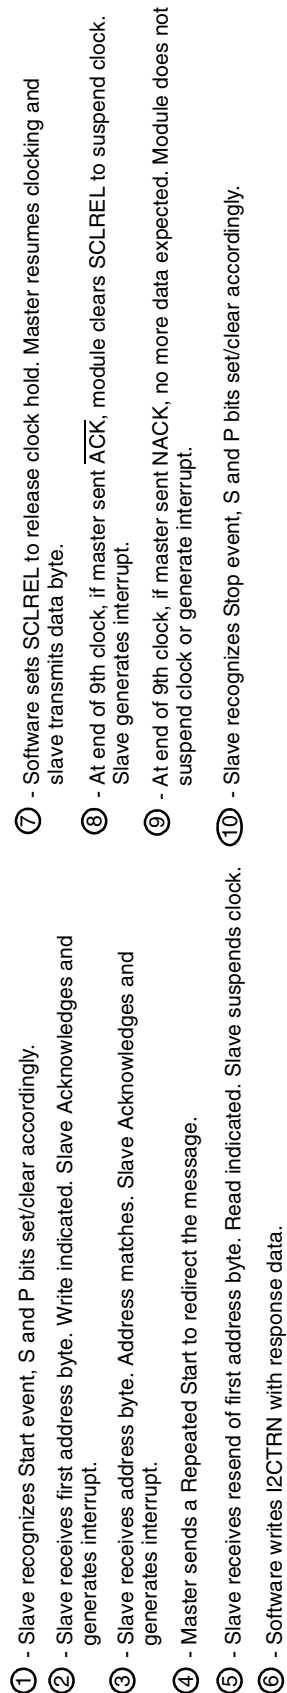 ① - Slave recognizes Start event, S and P bits set/clear accordingly.
② - Slave receives first address byte. Write indicated. Slave Acknowledges and
generates interrupt.
③ - Slave receives address byte. Address matches. Slave Acknowledges and
generates interrupt.
④ - Master sends a Repeated Start to redirect the message.
⑤ - Slave receives resend of first address byte. Read indicated. Slave suspends clock.
⑥ - Software writes I2CTRN with response data.
⑦ - Software sets SCLREL to release clock hold. Master resumes clocking and
slave transmits data byte.
⑧ - At end of 9th clock, if master sent A̅C̅K̅, module clears SCLREL to suspend clock.
Slave generates interrupt.
⑨ - At end of 9th clock, if master sent NACK, no more data expected. Module does not
suspend clock or generate interrupt.
⑩ - Slave recognizes Stop event, S and P bits set/clear accordingly.